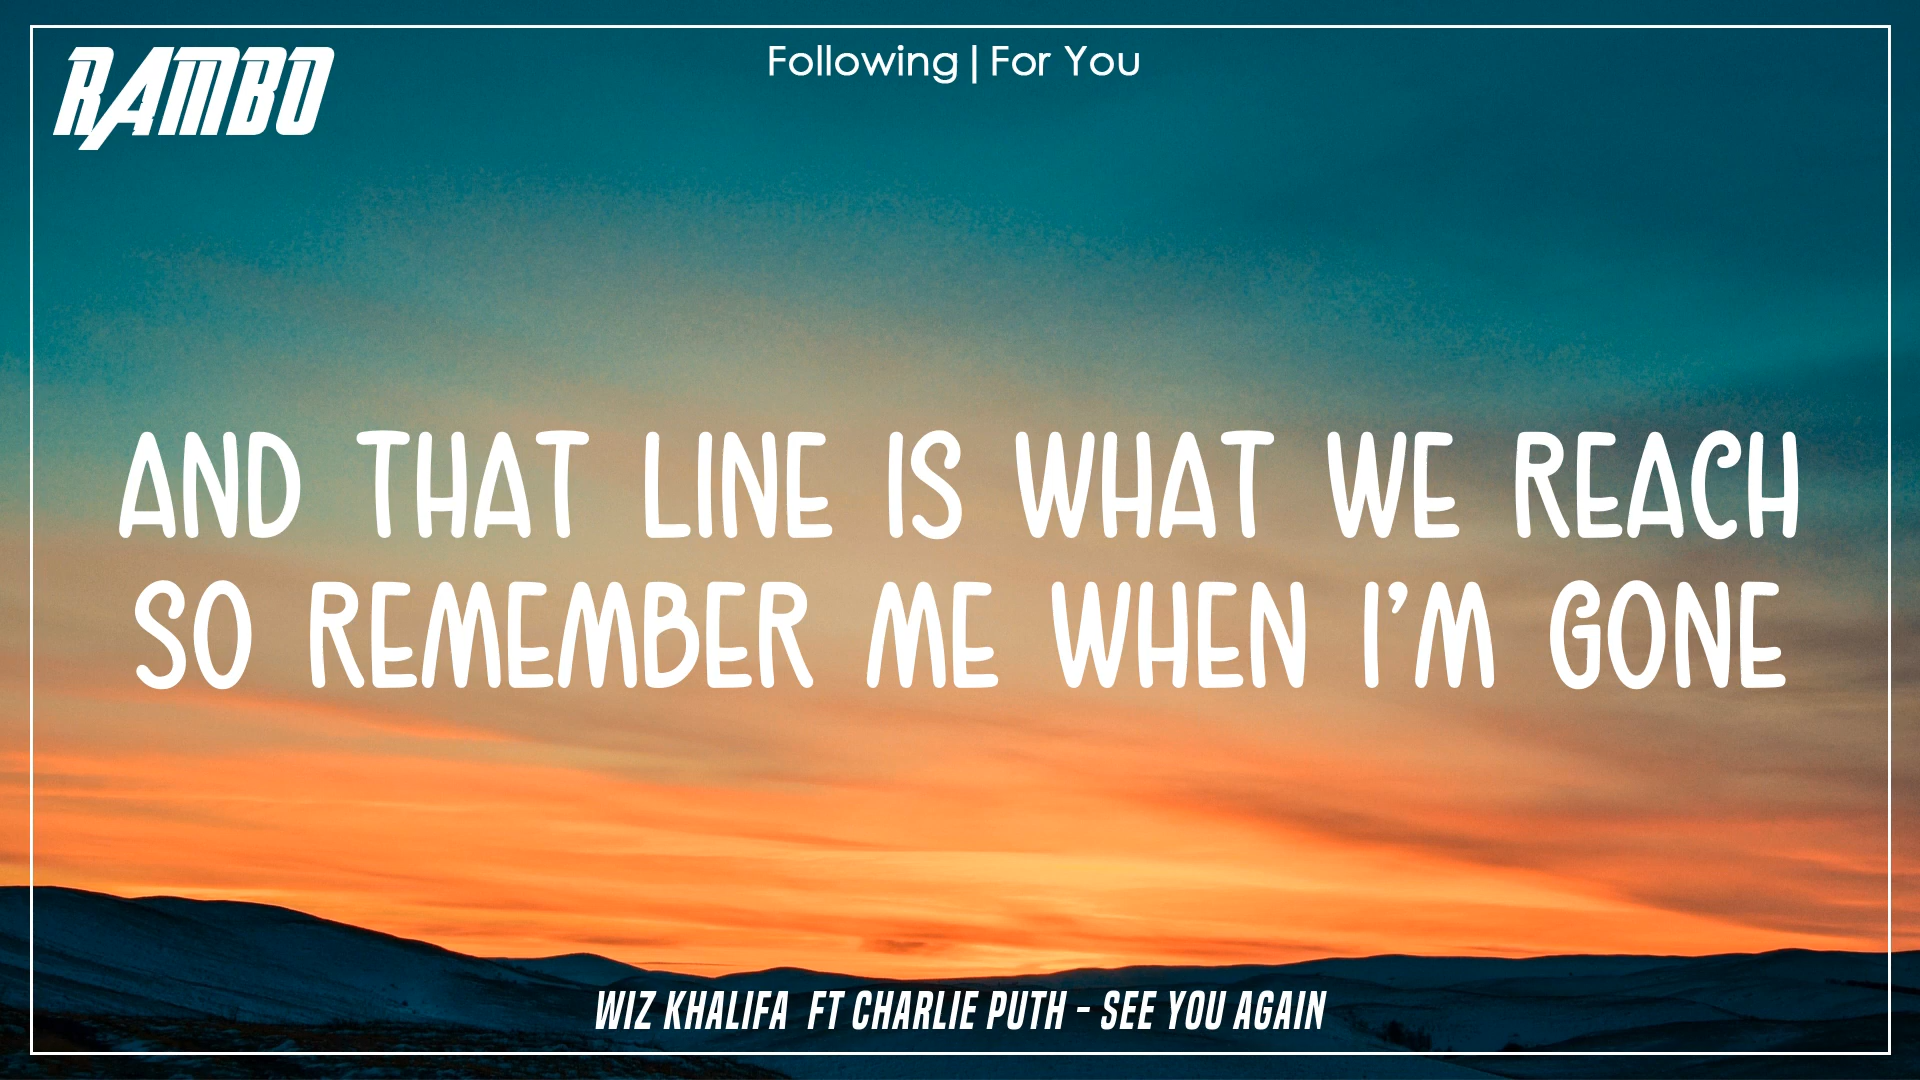 RAMBO
Following | For You
AND THAT LINE IS WHAT WE REACH
SO REMEMBER ME WHEN I'M GONE
WIZ KHALIFA FT CHARLIE PUTH - SEE YOU AGAIN